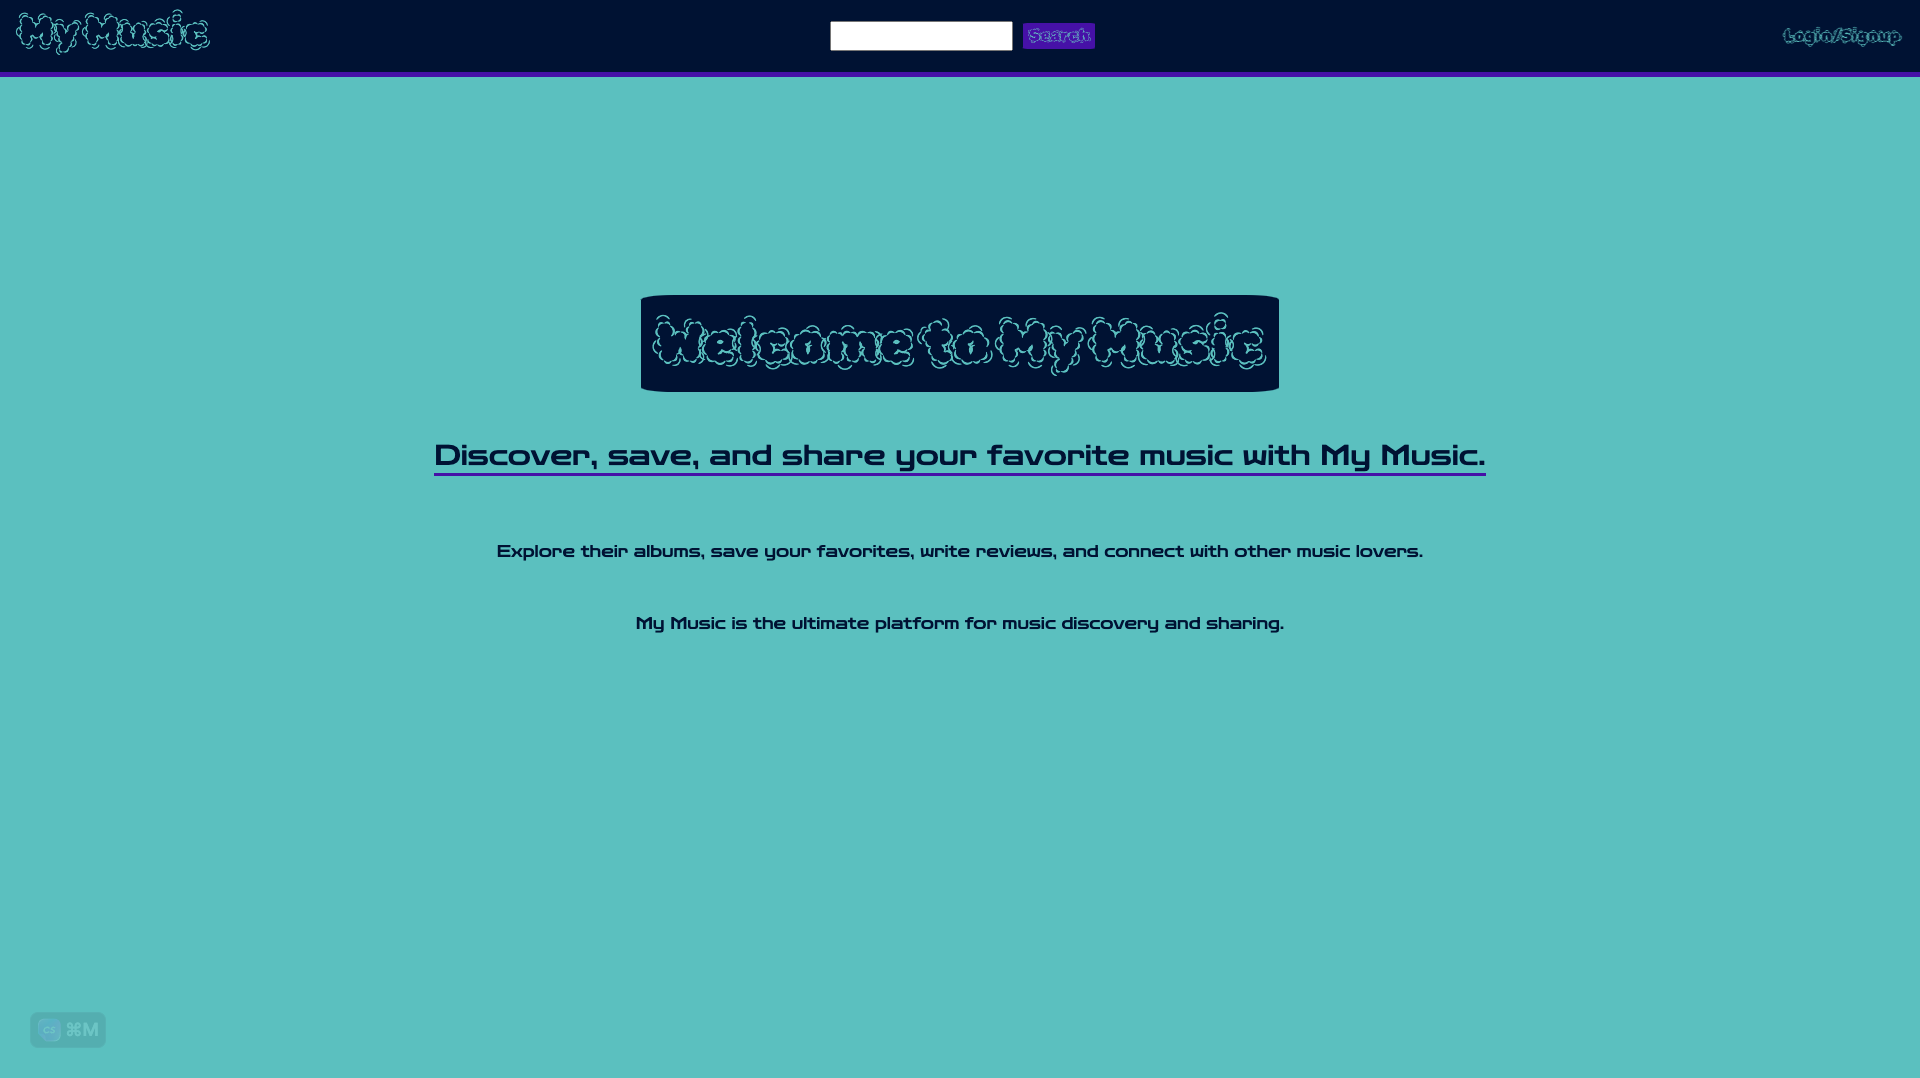 My Music
Search
Login/Signup
Welcome to My Music
Discover, save, and share your favorite music with My Music.
Explore their albums, save your favorites, write reviews, and connect with other music lovers.
My Music is the ultimate platform for music discovery and sharing.
CS ⌘M